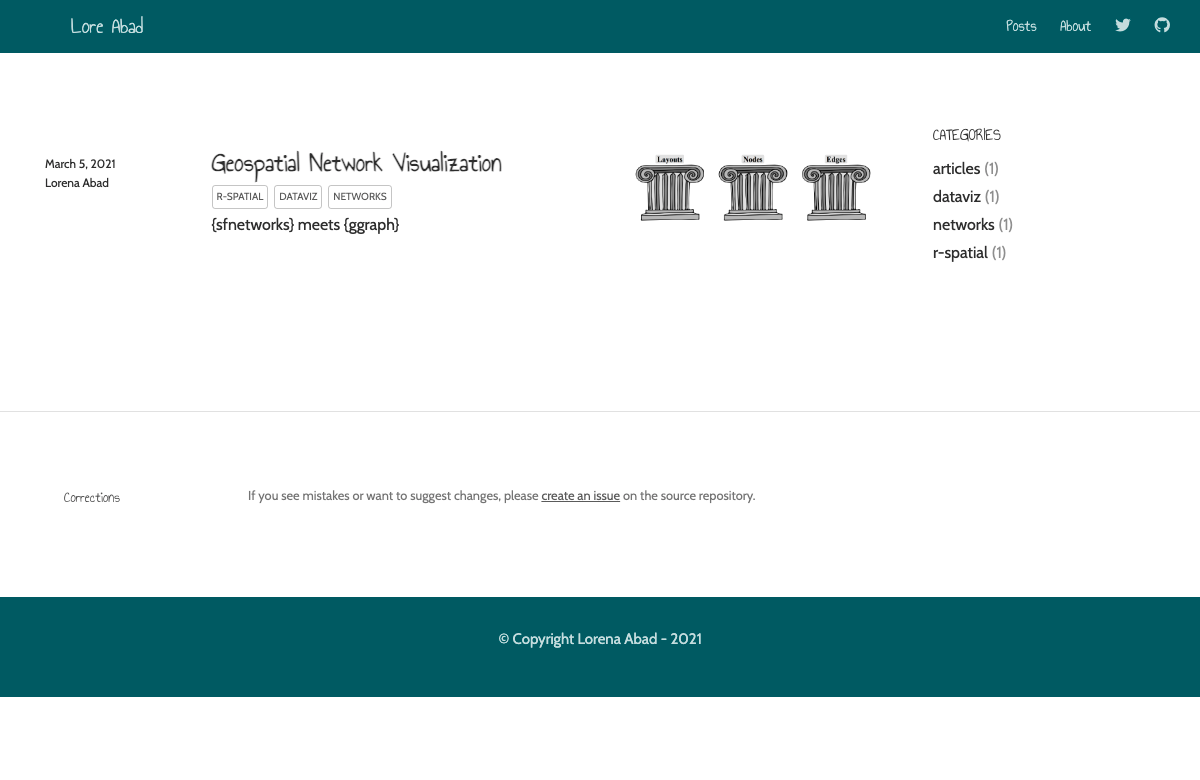 Lore Abad
Posts
About
March 5, 2021
Lorena Abad
Geospatial Network Visualization
R-SPATIAL
DATAVIZ
NETWORKS
{sfnetworks} meets {ggraph}
Layouts
Nodes
Edges
CATEGORIES
articles (1)
dataviz (1)
networks (1)
r-spatial (1)
Corrections
If you see mistakes or want to suggest changes, please create an issue on the source repository.
© Copyright Lorena Abad - 2021